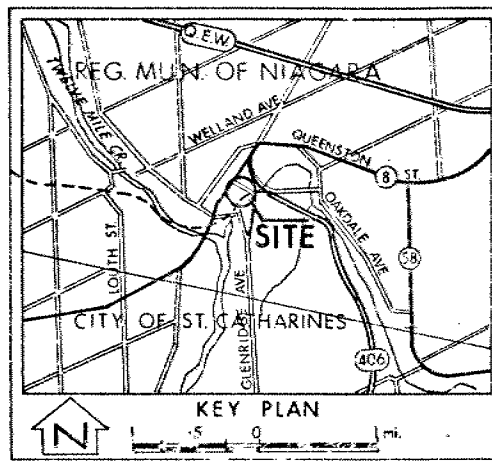 Q.E.W.
REG. MUN. OF NIAGARA
TWELVE MILE CR.
WELLAND AVE.
QUEENSTON
8
ST.
OAKDALE AVE
SITE
58
LOUTH ST.
CITY OF ST. CATHARINES
GLENRIDGE AVE
406
KEY PLAN
N
1 .5 0 1 mi.